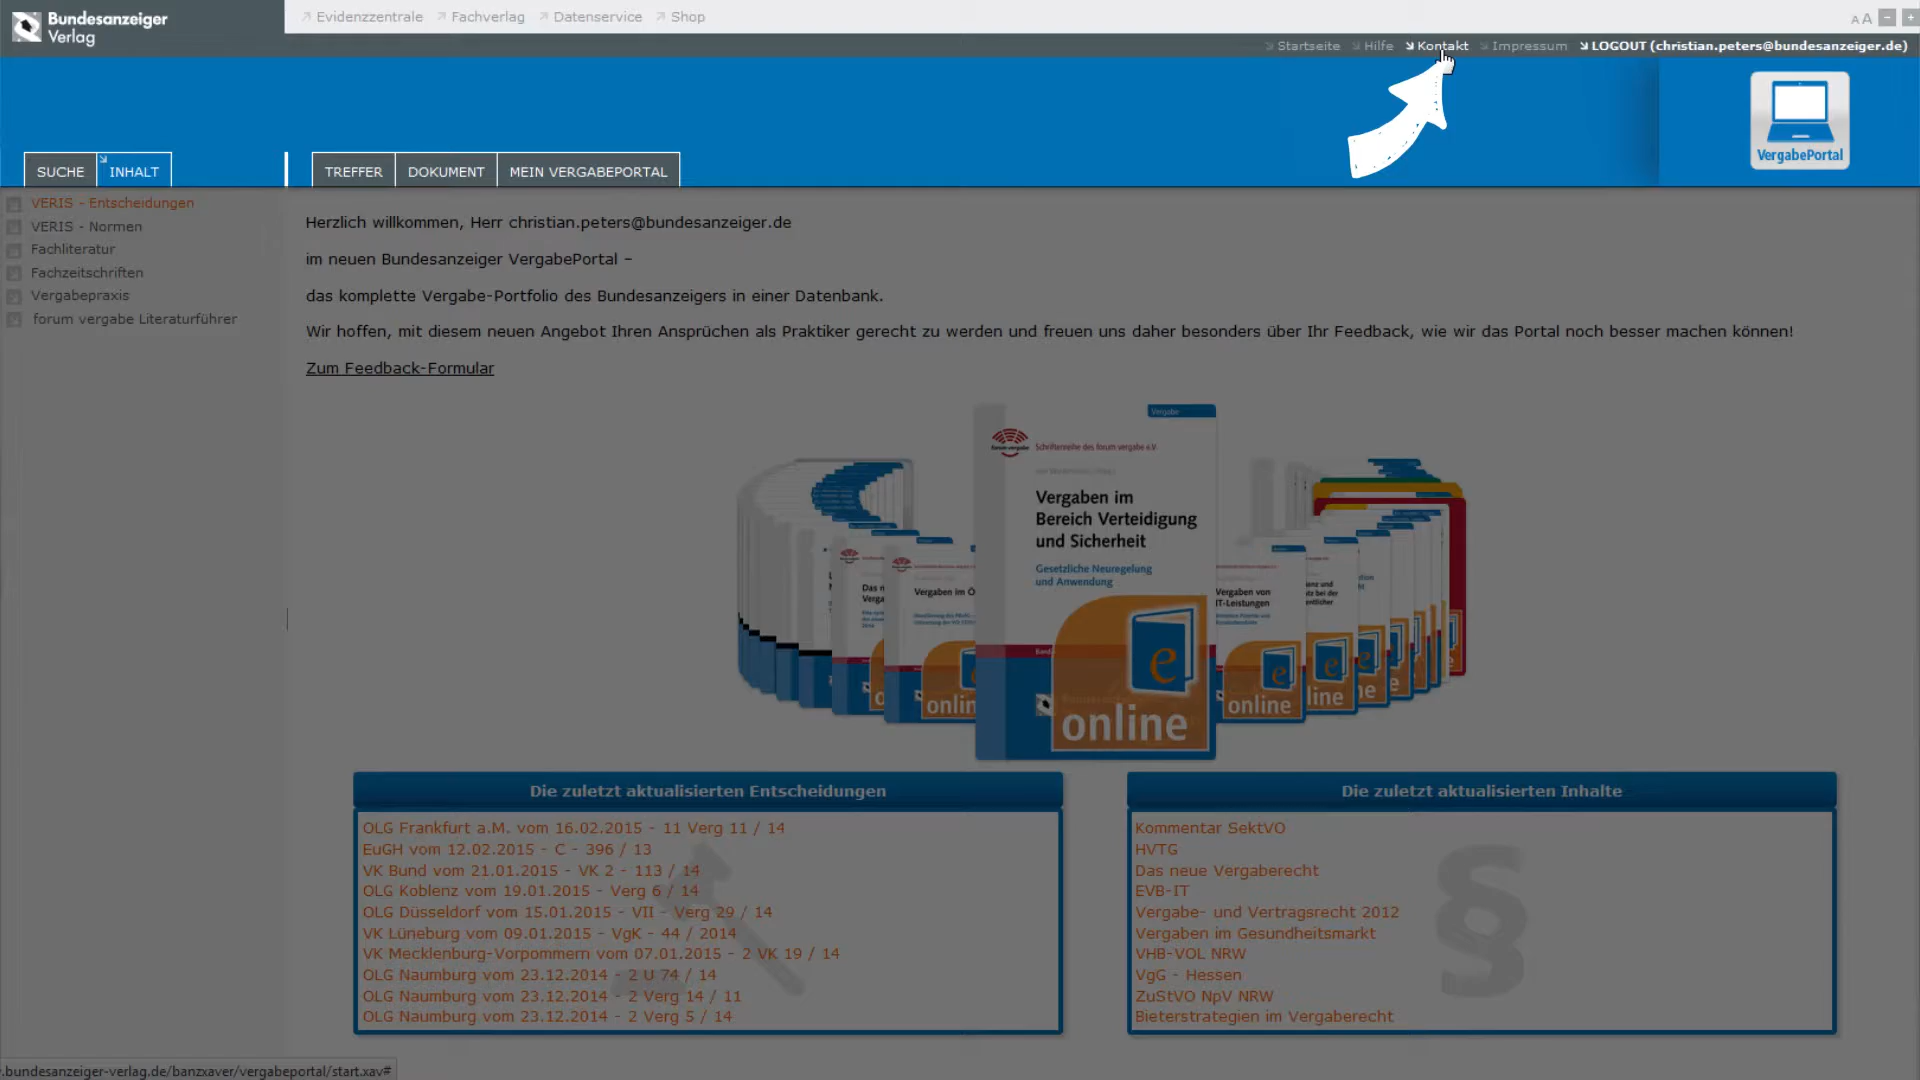 Bundesanzeiger
Verlag
Evidenzzentrale Fachverlag Datenservice Shop
A A - +
Startseite Hilfe Kontakt Impressum LOGOUT (christian.peters@bundesanzeiger.de)
VergabePortal
SUCHE INHALT TREFFER DOKUMENT MEIN VERGABEPORTAL
VERIS - Entscheidungen
VERIS - Normen
Fachliteratur
Fachzeitschriften
Vergabepraxis
forum vergabe Literaturführer
Herzlich willkommen, Herr christian.peters@bundesanzeiger.de
im neuen Bundesanzeiger VergabePortal –
das komplette Vergabe-Portfolio des Bundesanzeigers in einer Datenbank.
Wir hoffen, mit diesem neuen Angebot Ihren Ansprüchen als Praktiker gerecht zu werden und freuen uns daher besonders über Ihr Feedback, wie wir das Portal noch besser machen können!
Zum Feedback-Formular
Vergabe
Schriftenreihe des forum vergabe e.V.
Vergaben im
Bereich Verteidigung
und Sicherheit
Gesetzliche Neuregelung
und Anwendung
e
online
Das n
Verga
Vergaben im Ö
onlin
Vergaben von
IT-Leistungen
e
online
e
line
Die zuletzt aktualisierten Entscheidungen
OLG Frankfurt a.M. vom 16.02.2015 - 11 Verg 11 / 14
EuGH vom 12.02.2015 - C - 396 / 13
VK Bund vom 21.01.2015 - VK 2 - 113 / 14
OLG Koblenz vom 19.01.2015 - Verg 6 / 14
OLG Düsseldorf vom 15.01.2015 - VII - Verg 29 / 14
VK Lüneburg vom 09.01.2015 - VgK - 44 / 2014
VK Mecklenburg-Vorpommern vom 07.01.2015 - 2 VK 19 / 14
OLG Naumburg vom 23.12.2014 - 2 U 74 / 14
OLG Naumburg vom 23.12.2014 - 2 Verg 14 / 11
OLG Naumburg vom 23.12.2014 - 2 Verg 5 / 14
Die zuletzt aktualisierten Inhalte
Kommentar SektVO
HVTG
Das neue Vergaberecht
EVB-IT
Vergabe- und Vertragsrecht 2012
Vergaben im Gesundheitsmarkt
VHB-VOL NRW
VgG - Hessen
ZuStVO NpV NRW
Bieterstrategien im Vergaberecht
§
.bundesanzeiger-verlag.de/banzxaver/vergabeportal/start.xav#